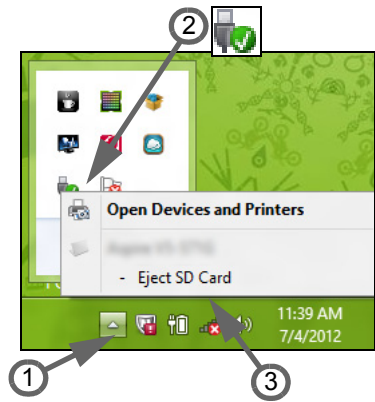 2
Open Devices and Printers
- Eject SD Card
11:39 AM
7/4/2012
1
3